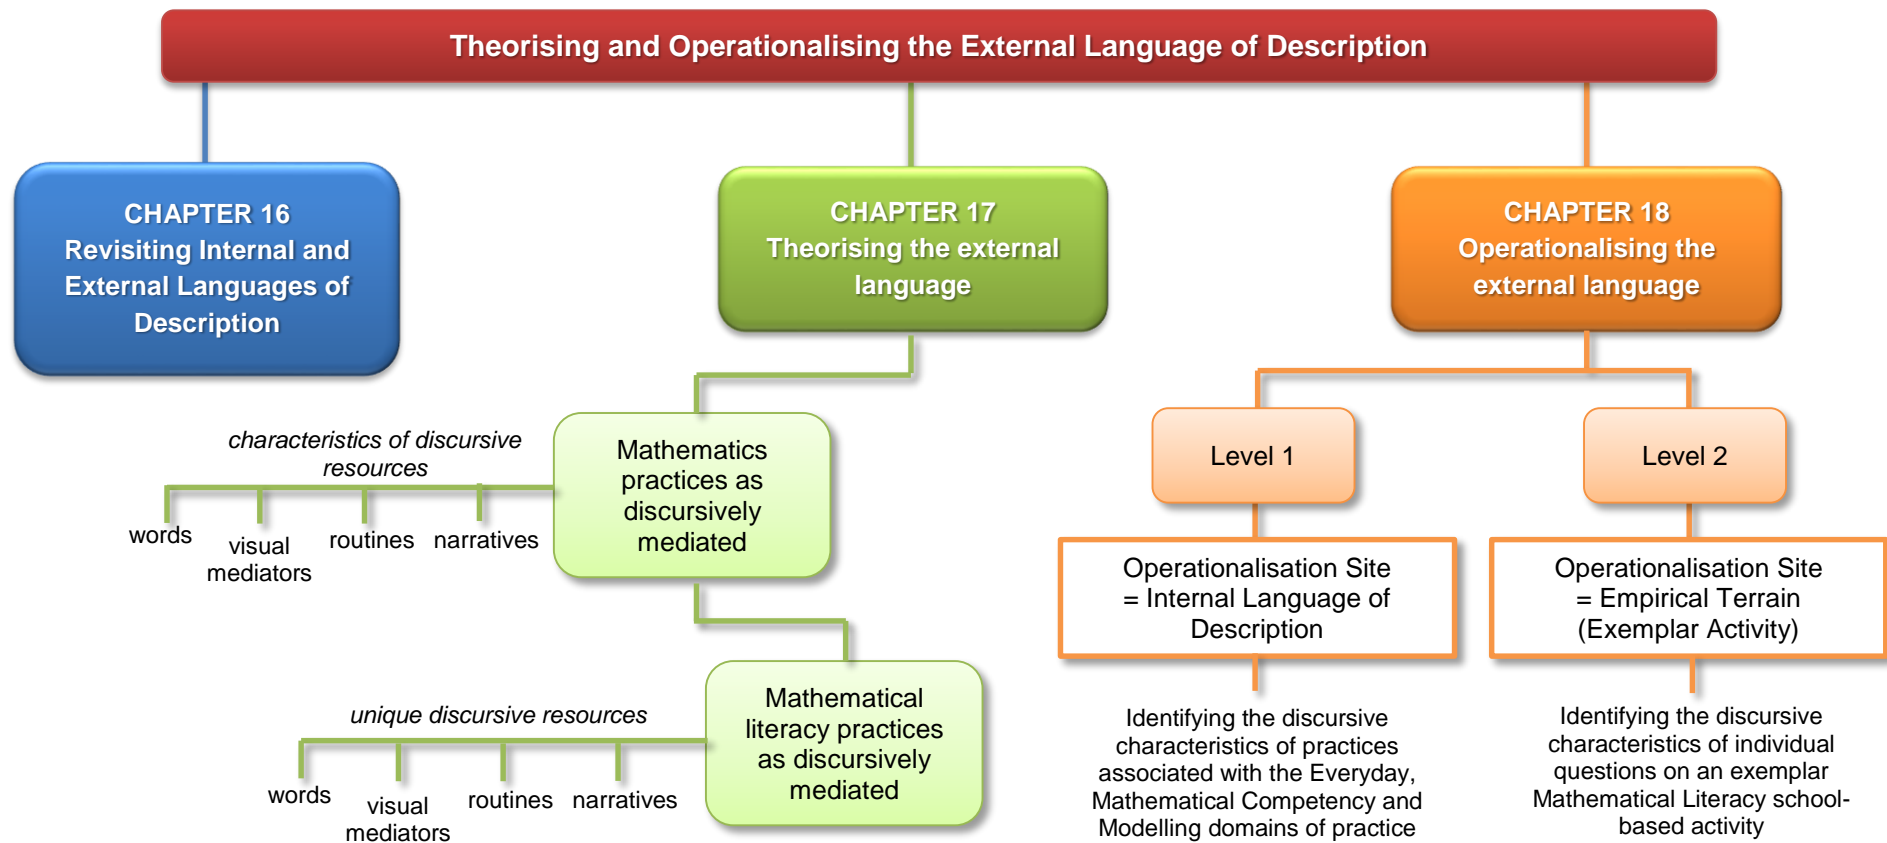 Theorising and Operationalising the External Language of Description
CHAPTER 16
Revisiting Internal and
External Languages of
Description
CHAPTER 17
Theorising the external
language
CHAPTER 18
Operationalising the
external language
characteristics of discursive
resources
words
visual
mediators
routines
narratives
Mathematics
practices as
discursively
mediated
unique discursive resources
words
visual
mediators
routines
narratives
Mathematical
literacy practices
as discursively
mediated
Level 1
Operationalisation Site
= Internal Language of
Description
Identifying the discursive
characteristics of practices
associated with the Everyday,
Mathematical Competency and
Modelling domains of practice
Level 2
Operationalisation Site
= Empirical Terrain
(Exemplar Activity)
Identifying the discursive
characteristics of individual
questions on an exemplar
Mathematical Literacy school-
based activity